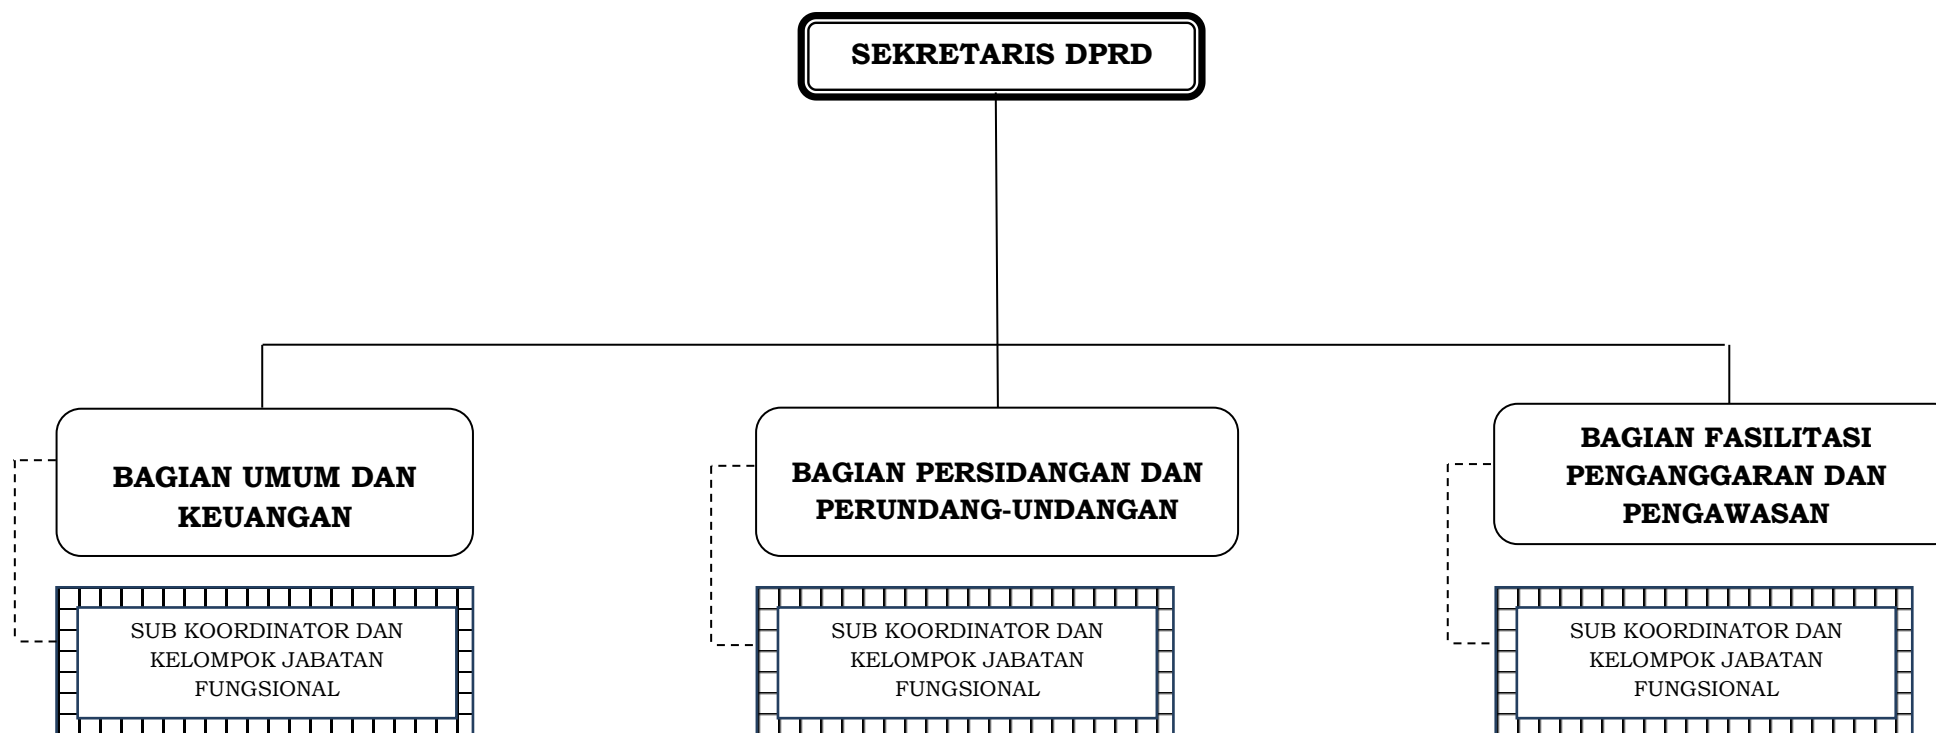 SEKRETARIS DPRD
BAGIAN UMUM DAN
KEUANGAN
BAGIAN PERSIDANGAN DAN
PERUNDANG-UNDANGAN
BAGIAN FASILITASI
PENGANGGARAN DAN
PENGAWASAN
SUB KOORDINATOR DAN
KELOMPOK JABATAN
FUNGSIONAL
SUB KOORDINATOR DAN
KELOMPOK JABATAN
FUNGSIONAL
SUB KOORDINATOR DAN
KELOMPOK JABATAN
FUNGSIONAL